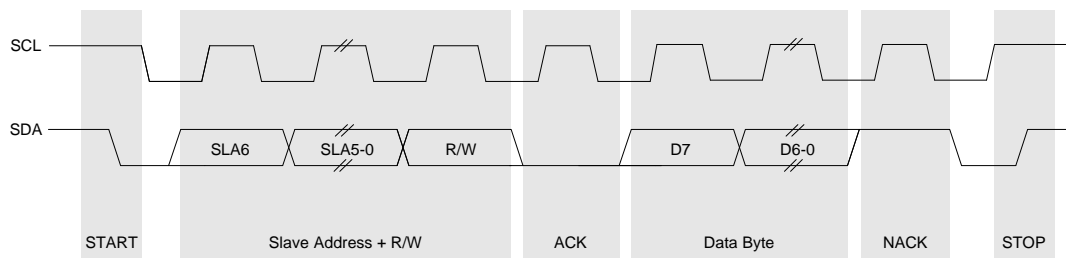 SCL
SDA
SLA6 SLA5-0 R/W D7 D6-0
START Slave Address + R/W ACK Data Byte NACK STOP